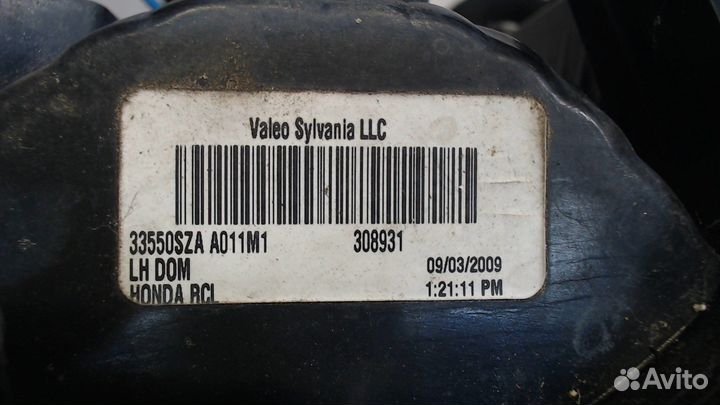 Valeo Sylvania LLC
33550SZA A011M1 308931
LH DOM 09/03/2009
HONDA RCL 1:21:11 PM
Avito